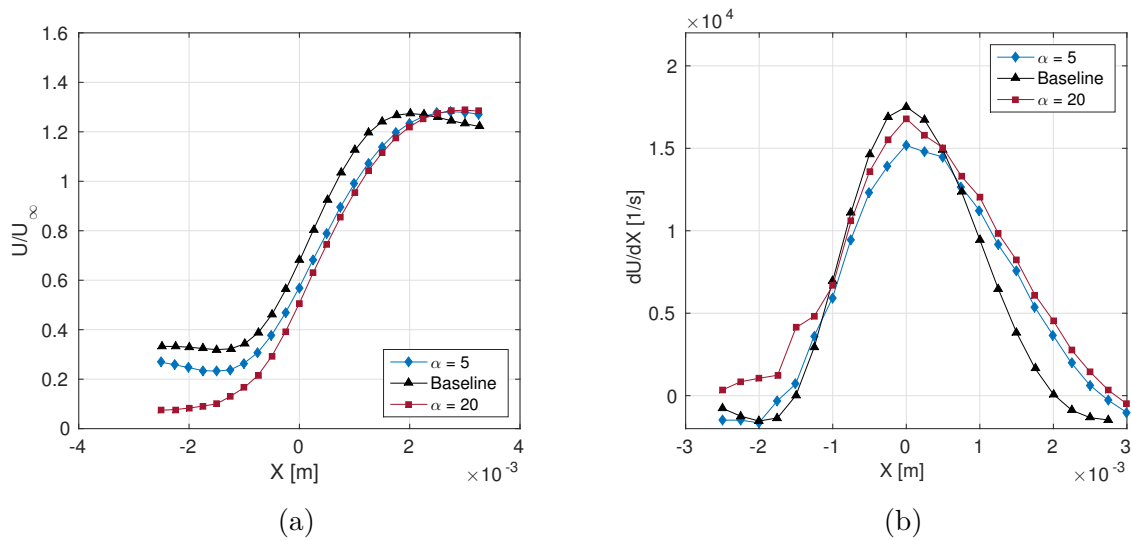 1.6
1.4
1.2
1
0.8
0.6
0.4
0.2
0
U/U∞
-4
-2
0
2
4
X [m]
× 10⁻³
α = 5
Baseline
α = 20
(a)
× 10⁴
2
1.5
1
0.5
0
dU/dX [1/s]
-3
-2
-1
0
1
2
3
X [m]
× 10⁻³
α = 5
Baseline
α = 20
(b)